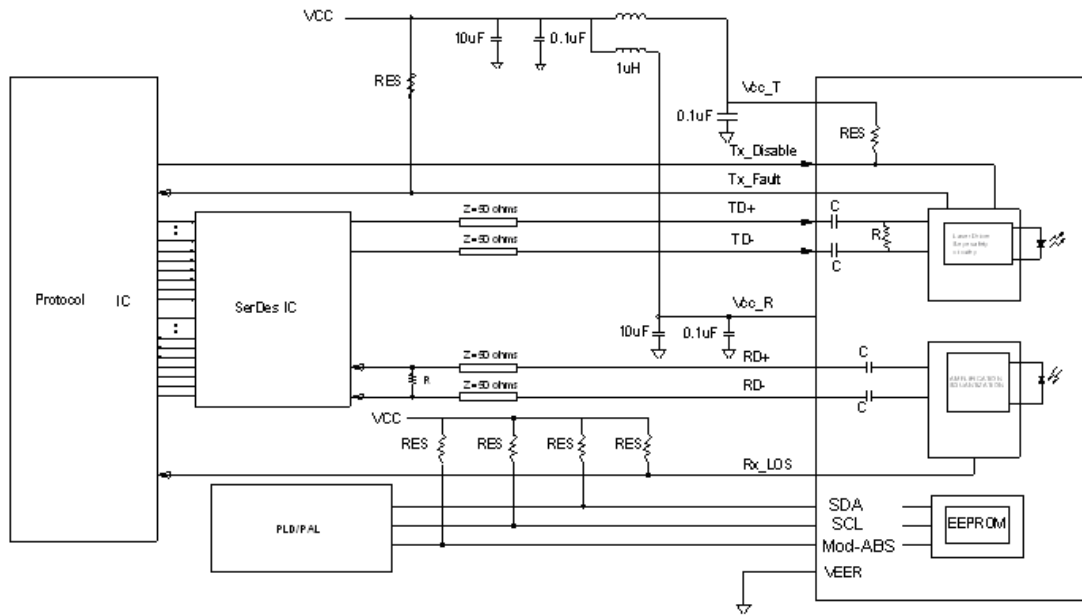 VCC
10uF
0.1uF
1uH
RES
Vcc_T
0.1uF
RES
Tx_Disable
Tx_Fault
Z=50 ohms
TD+
C
R
Z=50 ohms
TD-
C
Protocol IC
SerDes IC
Vcc_R
10uF
0.1uF
Z=50 ohms
RD+
C
R
Z=50 ohms
RD-
C
VCC
RES
RES
RES
RES
Rx_LOS
PLD/PAL
SDA
SCL
EEPROM
Mod-ABS
VEER